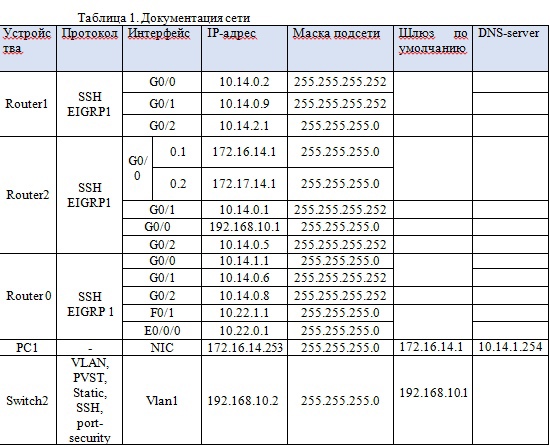 Таблица 1. Документация сети
Устройс тва Протокол Интерфейс IP-адрес Маска подсети Шлюз по умолчанию DNS-server
Router1 SSH EIGRP1 G0/0 10.14.0.2 255.255.255.252
G0/1 10.14.0.9 255.255.255.252
G0/2 10.14.2.1 255.255.255.0
Router2 SSH EIGRP1 G0/ 0 0.1 172.16.14.1 255.255.255.0
0.2 172.17.14.1 255.255.255.0
G0/1 10.14.0.1 255.255.255.252
G0/0 192.168.10.1 255.255.255.0
G0/2 10.14.0.5 255.255.255.252
Router0 SSH EIGRP 1 G0/0 10.14.1.1 255.255.255.0
G0/1 10.14.0.6 255.255.255.252
G0/2 10.14.0.8 255.255.255.252
F0/1 10.22.1.1 255.255.255.0
E0/0/0 10.22.0.1 255.255.255.0
PC1 - NIC 172.16.14.253 255.255.255.0 172.16.14.1 10.14.1.254
Switch2 VLAN, PVST, Static, SSH, port-security Vlan1 192.168.10.2 255.255.255.0 192.168.10.1